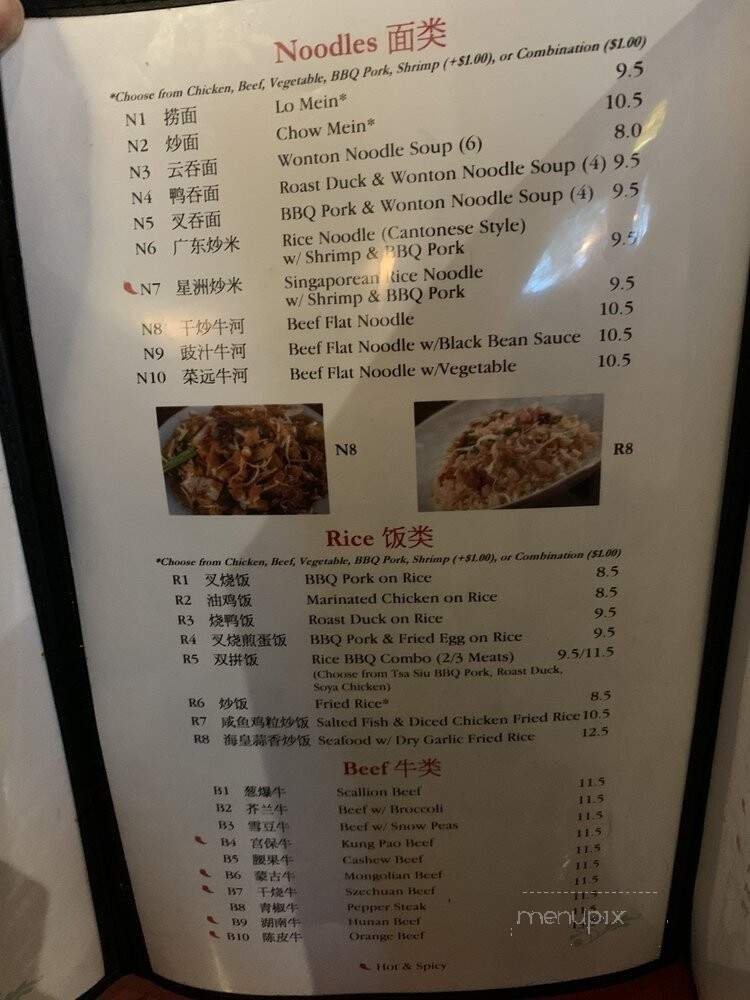 Noodles 面类
*Choose from Chicken, Beef, Vegetable, BBQ Pork, Shrimp (+$1.00), or Combination ($1.00)
N1 捞面 Lo Mein* 9.5
N2 炒面 Chow Mein* 10.5
N3 云吞面 Wonton Noodle Soup (6) 8.0
N4 鸭吞面 Roast Duck & Wonton Noodle Soup (4) 9.5
N5 叉吞面 BBQ Pork & Wonton Noodle Soup (4) 9.5
N6 广东炒米 Rice Noodle (Cantonese Style)
w/ Shrimp & BBQ Pork 9.5
N7 星洲炒米 Singaporean Rice Noodle
w/ Shrimp & BBQ Pork 9.5
N8 干炒牛河 Beef Flat Noodle 10.5
N9 豉汁牛河 Beef Flat Noodle w/Black Bean Sauce 10.5
N10 菜远牛河 Beef Flat Noodle w/Vegetable 10.5
N8 R8
Rice 饭类
*Choose from Chicken, Beef, Vegetable, BBQ Pork, Shrimp (+$1.00), or Combination ($1.00)
R1 叉烧饭 BBQ Pork on Rice 8.5
R2 油鸡饭 Marinated Chicken on Rice 8.5
R3 烧鸭饭 Roast Duck on Rice 9.5
R4 叉烧煎蛋饭 BBQ Pork & Fried Egg on Rice 9.5
R5 双拼饭 Rice BBQ Combo (2/3 Meats) 9.5/11.5
(Choose from Tsa Siu BBQ Pork, Roast Duck,
Soya Chicken)
R6 炒饭 Fried Rice* 8.5
R7 咸鱼鸡粒炒饭 Salted Fish & Diced Chicken Fried Rice 10.5
R8 海皇蒜香炒饭 Seafood w/ Dry Garlic Fried Rice 12.5
Beef 牛类
B1 葱爆牛 Scallion Beef 11.5
B2 芥兰牛 Beef w/ Broccoli 11.5
B3 雪豆牛 Beef w/ Snow Peas 11.5
B4 宫保牛 Kung Pao Beef 11.5
B5 腰果牛 Cashew Beef 11.5
B6 蒙古牛 Mongolian Beef 11.5
B7 干烧牛 Szechuan Beef 11.5
B8 青椒牛 Pepper Steak 11.5
B9 湖南牛 Hunan Beef 11.5
B10 陈皮牛 Orange Beef
Hot & Spicy
menupix